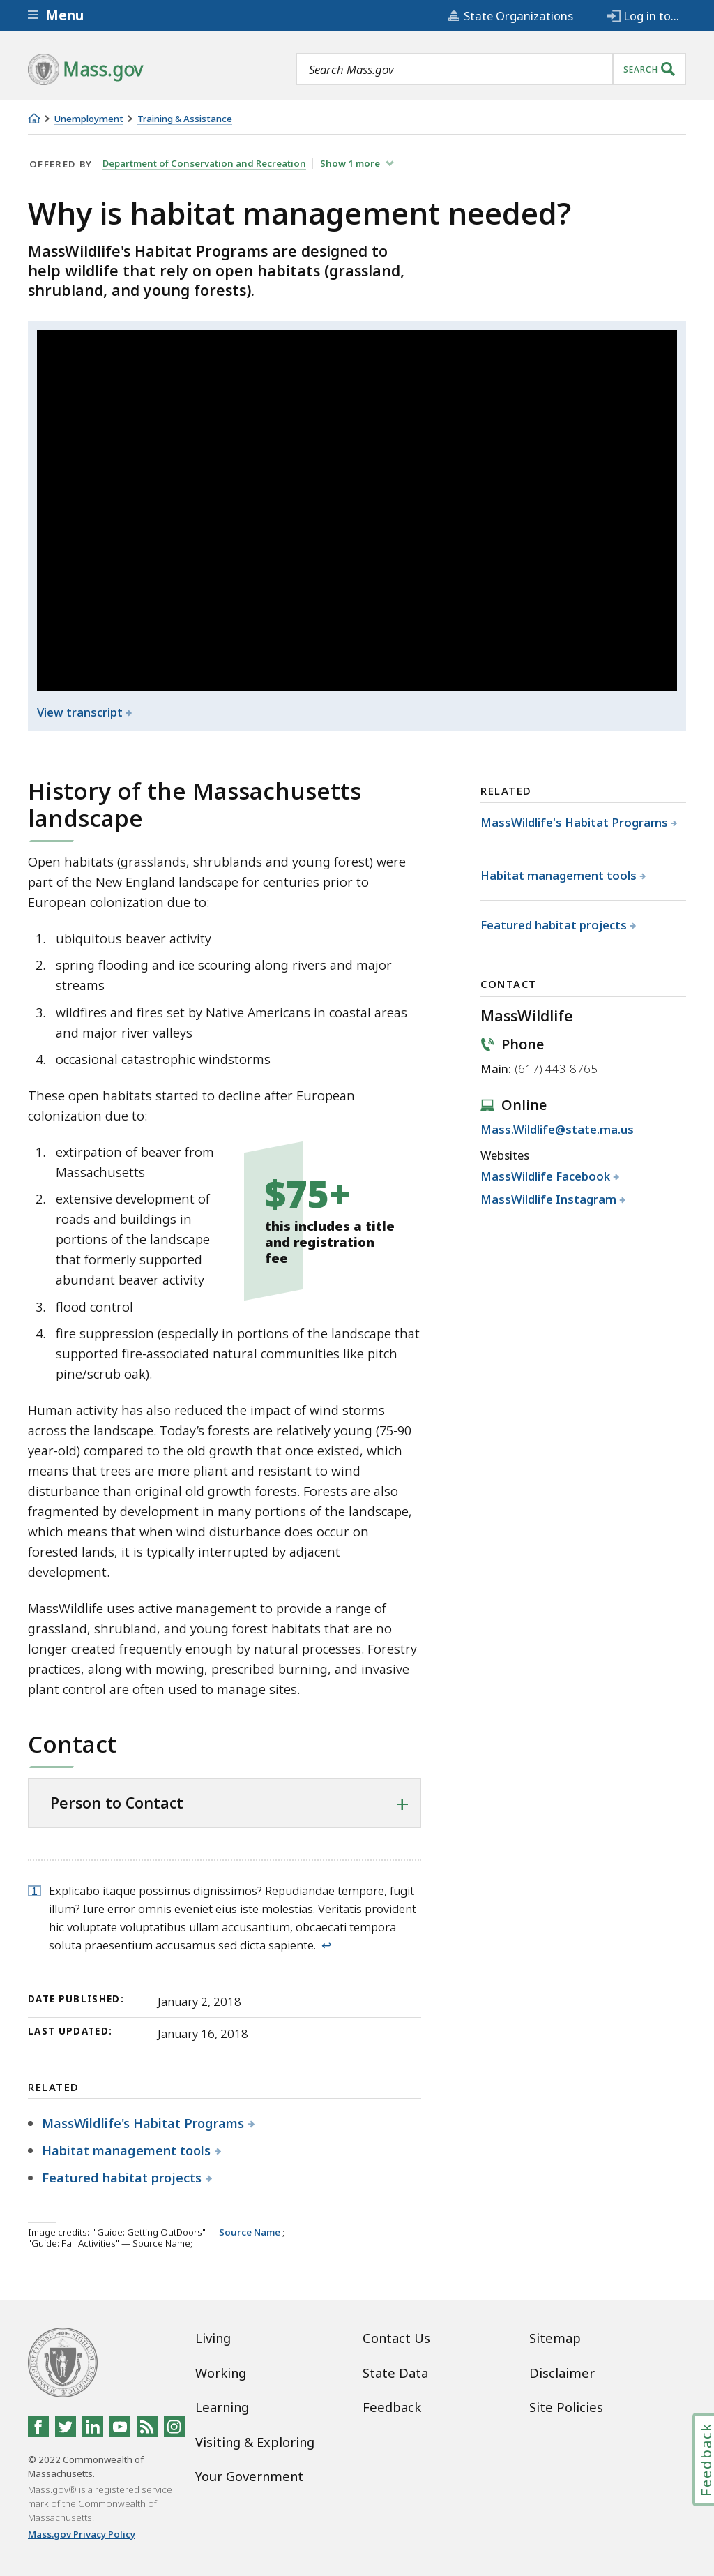 Menu
State Organizations
Log in to...
Mass.gov
Search Mass.gov
SEARCH
Unemployment
Training & Assistance
OFFERED BY
Department of Conservation and Recreation
Show 1 more
Why is habitat management needed?
MassWildlife's Habitat Programs are designed to
help wildlife that rely on open habitats (grassland,
shrubland, and young forests).
View transcript
History of the Massachusetts
landscape
Open habitats (grasslands, shrublands and young forest) were
part of the New England landscape for centuries prior to
European colonization due to:
1. ubiquitous beaver activity
2. spring flooding and ice scouring along rivers and major
streams
3. wildfires and fires set by Native Americans in coastal areas
and major river valleys
4. occasional catastrophic windstorms
These open habitats started to decline after European
colonization due to:
1. extirpation of beaver from
Massachusetts
2. extensive development of
roads and buildings in
portions of the landscape
that formerly supported
abundant beaver activity
$75+
this includes a title
and registration
fee
3. flood control
4. fire suppression (especially in portions of the landscape that
supported fire-associated natural communities like pitch
pine/scrub oak).
Human activity has also reduced the impact of wind storms
across the landscape. Today's forests are relatively young (75-90
year-old) compared to the old growth that once existed, which
means that trees are more pliant and resistant to wind
disturbance than original old growth forests. Forests are also
fragmented by development in many portions of the landscape,
which means that when wind disturbance does occur on
forested lands, it is typically interrupted by adjacent
development.
MassWildlife uses active management to provide a range of
grassland, shrubland, and young forest habitats that are no
longer created frequently enough by natural processes. Forestry
practices, along with mowing, prescribed burning, and invasive
plant control are often used to manage sites.
RELATED
MassWildlife's Habitat Programs
Habitat management tools
Featured habitat projects
CONTACT
MassWildlife
Phone
Main: (617) 443-8765
Online
Mass.Wildlife@state.ma.us
Websites
MassWildlife Facebook
MassWildlife Instagram
Contact
Person to Contact
1 Explicabo itaque possimus dignissimos? Repudiandae tempore, fugit
illum? Iure error omnis eveniet eius iste molestias. Veritatis provident
hic voluptate voluptatibus ullam accusantium, obcaecati tempora
soluta praesentium accusamus sed dicta sapiente. ↩
DATE PUBLISHED: January 2, 2018
LAST UPDATED: January 16, 2018
RELATED
MassWildlife's Habitat Programs
Habitat management tools
Featured habitat projects
Image credits: "Guide: Getting OutDoors" — Source Name ;
"Guide: Fall Activities" — Source Name;
© 2022 Commonwealth of
Massachusetts.
Mass.gov® is a registered service
mark of the Commonwealth of
Massachusetts.
Mass.gov Privacy Policy
Living
Working
Learning
Visiting & Exploring
Your Government
Contact Us
State Data
Feedback
Sitemap
Disclaimer
Site Policies
Feedback